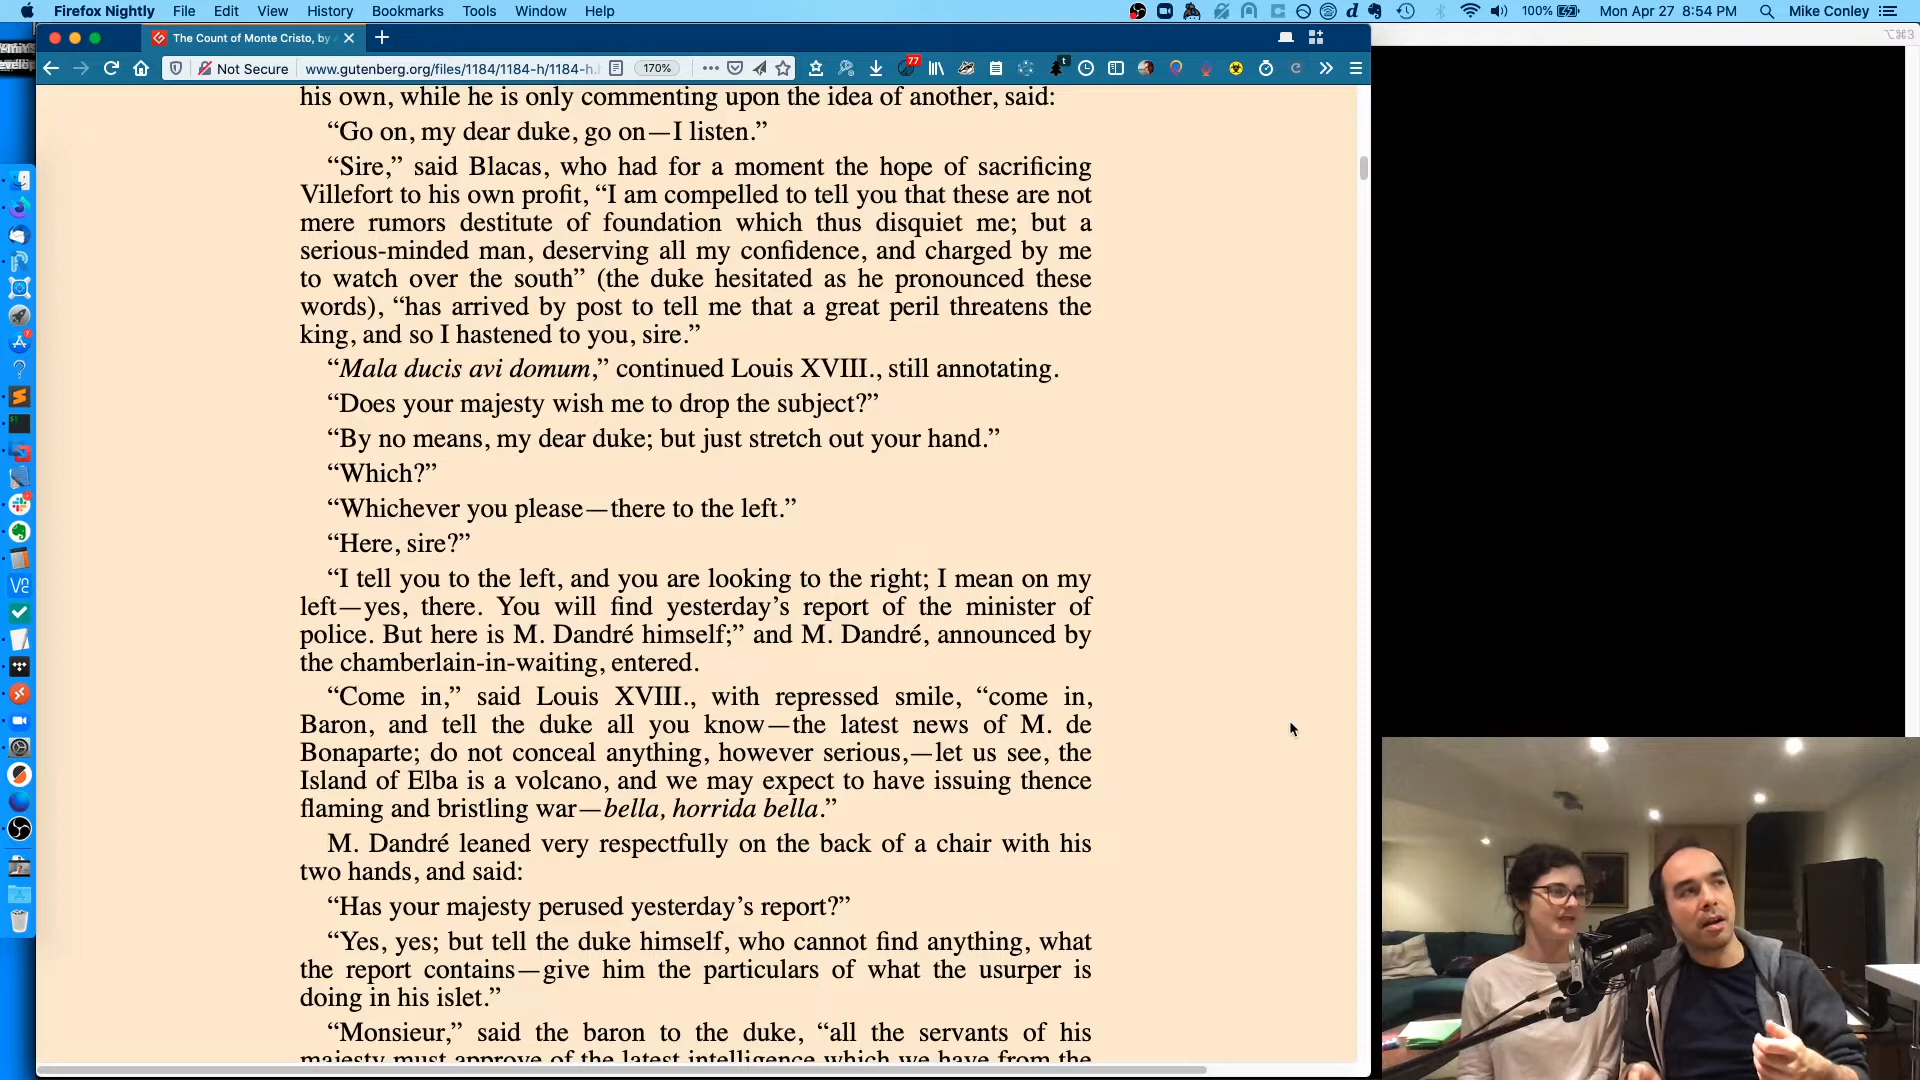 Firefox Nightly File Edit View History Bookmarks Tools Window Help 100% Mon Apr 27 8:54 PM Mike Conley
The Count of Monte Cristo, by
⌥⌘3
Not Secure www.gutenberg.org/files/1184/1184-h/1184-h. 170% 77
his own, while he is only commenting upon the idea of another, said:
“Go on, my dear duke, go on—I listen.”
“Sire,” said Blacas, who had for a moment the hope of sacrificing
Villefort to his own profit, “I am compelled to tell you that these are not
mere rumors destitute of foundation which thus disquiet me; but a
serious-minded man, deserving all my confidence, and charged by me
to watch over the south” (the duke hesitated as he pronounced these
words), “has arrived by post to tell me that a great peril threatens the
king, and so I hastened to you, sire.”
“Mala ducis avi domum,” continued Louis XVIII., still annotating.
“Does your majesty wish me to drop the subject?”
“By no means, my dear duke; but just stretch out your hand.”
“Which?”
“Whichever you please—there to the left.”
“Here, sire?”
“I tell you to the left, and you are looking to the right; I mean on my
left—yes, there. You will find yesterday’s report of the minister of
police. But here is M. Dandré himself;” and M. Dandré, announced by
the chamberlain-in-waiting, entered.
“Come in,” said Louis XVIII., with repressed smile, “come in,
Baron, and tell the duke all you know—the latest news of M. de
Bonaparte; do not conceal anything, however serious,—let us see, the
Island of Elba is a volcano, and we may expect to have issuing thence
flaming and bristling war—bella, horrida bella.”
M. Dandré leaned very respectfully on the back of a chair with his
two hands, and said:
“Has your majesty perused yesterday’s report?”
“Yes, yes; but tell the duke himself, who cannot find anything, what
the report contains—give him the particulars of what the usurper is
doing in his islet.”
“Monsieur,” said the baron to the duke, “all the servants of his
majesty must approve of the latest intelligence which we have from the